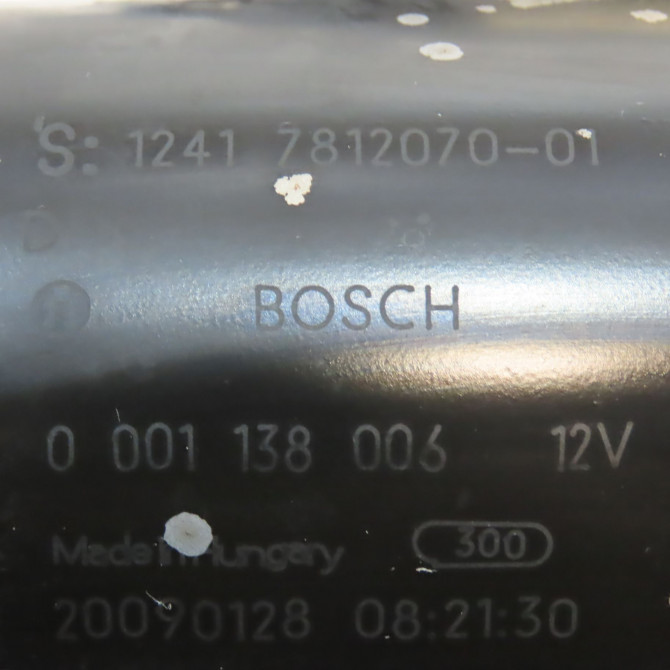 S: 1241 7812070-01
BOSCH
0 001 138 006 12V
Made in Hungary 300
20090128 08:21:30